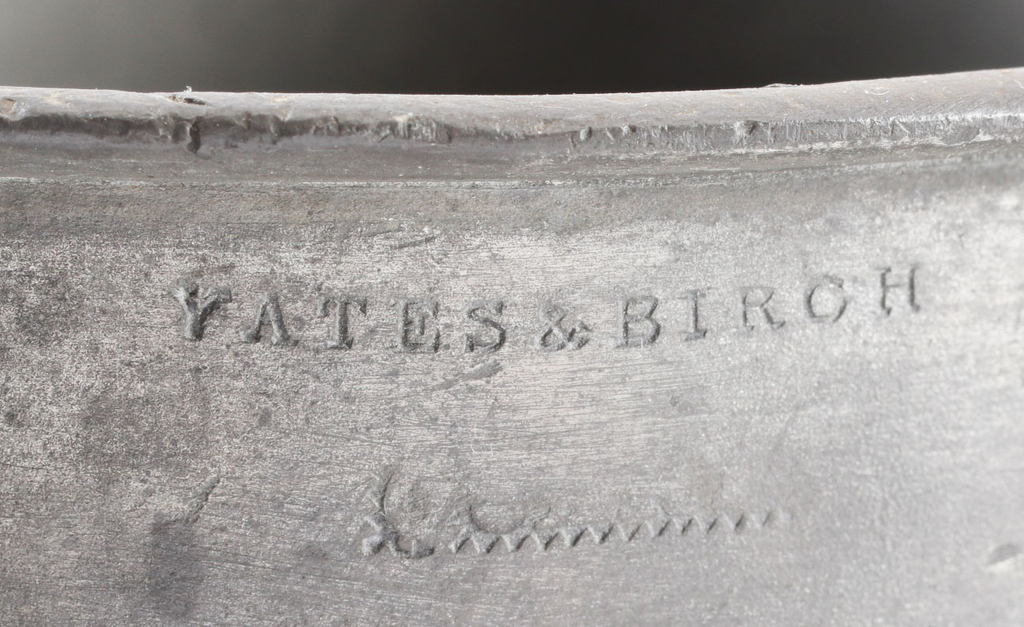 YATES & BIRCH